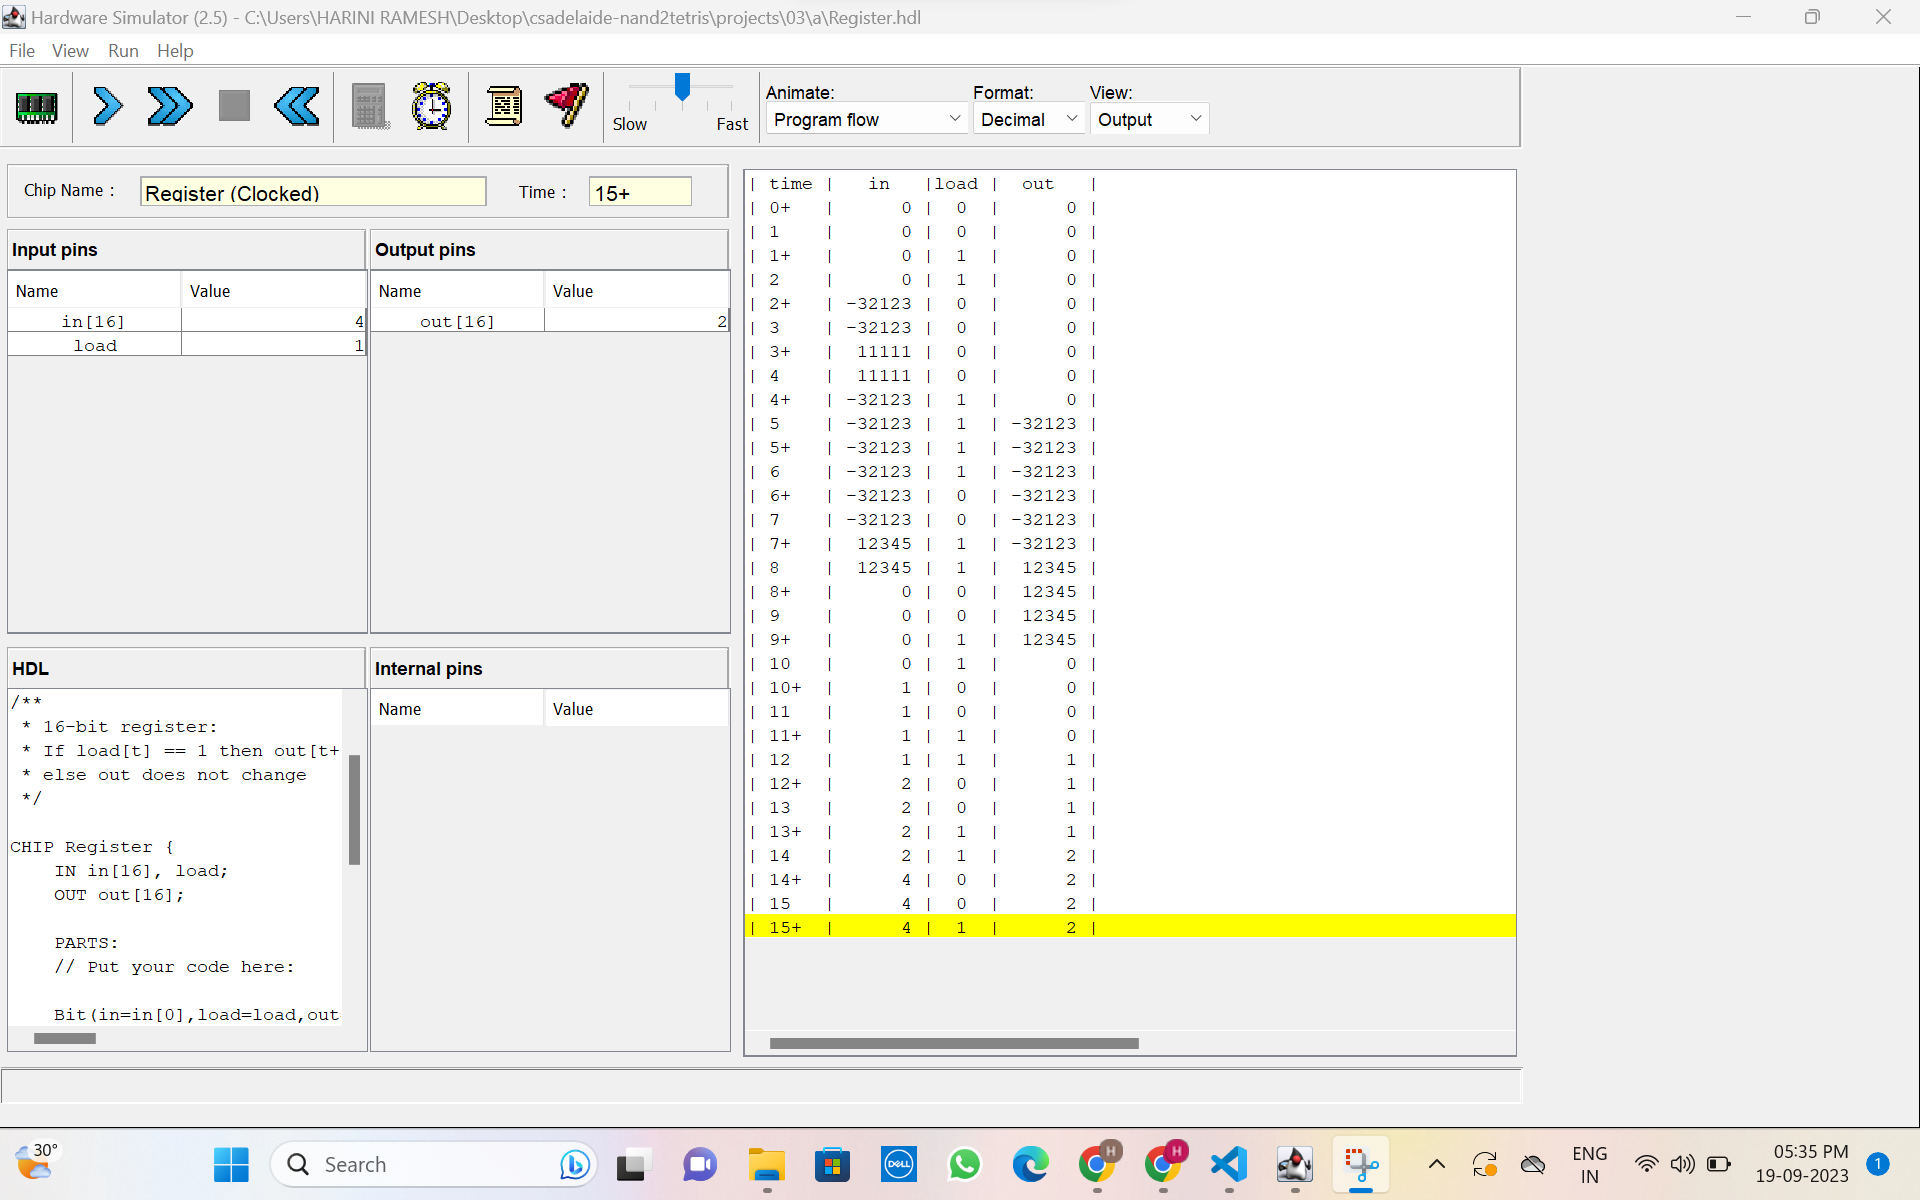 Hardware Simulator (2.5) - C:\Users\HARINI RAMESH\Desktop\csadelaide-nand2tetris\projects\03\a\Register.hdl
File View Run Help
Slow Fast
Animate: Format: View:
Program flow Decimal Output
Chip Name : Register (Clocked) Time : 15+
Input pins
Name Value
in[16] 4
load 1
Output pins
Name Value
out[16] 2
HDL
/**
* 16-bit register:
* If load[t] == 1 then out[t+
* else out does not change
*/
CHIP Register {
IN in[16], load;
OUT out[16];
PARTS:
// Put your code here:
Bit(in=in[0],load=load,out
Internal pins
Name Value
| time | in |load | out |
| 0+ | 0 | 0 | 0 |
| 1 | 0 | 0 | 0 |
| 1+ | 0 | 1 | 0 |
| 2 | 0 | 1 | 0 |
| 2+ | -32123 | 0 | 0 |
| 3 | -32123 | 0 | 0 |
| 3+ | 11111 | 0 | 0 |
| 4 | 11111 | 0 | 0 |
| 4+ | -32123 | 1 | 0 |
| 5 | -32123 | 1 | -32123 |
| 5+ | -32123 | 1 | -32123 |
| 6 | -32123 | 1 | -32123 |
| 6+ | -32123 | 0 | -32123 |
| 7 | -32123 | 0 | -32123 |
| 7+ | 12345 | 1 | -32123 |
| 8 | 12345 | 1 | 12345 |
| 8+ | 0 | 0 | 12345 |
| 9 | 0 | 0 | 12345 |
| 9+ | 0 | 1 | 12345 |
| 10 | 0 | 1 | 0 |
| 10+ | 1 | 0 | 0 |
| 11 | 1 | 0 | 0 |
| 11+ | 1 | 1 | 0 |
| 12 | 1 | 1 | 1 |
| 12+ | 2 | 0 | 1 |
| 13 | 2 | 0 | 1 |
| 13+ | 2 | 1 | 1 |
| 14 | 2 | 1 | 2 |
| 14+ | 4 | 0 | 2 |
| 15 | 4 | 0 | 2 |
| 15+ | 4 | 1 | 2 |
30°
Search
DELL
H
H
ENG
IN
05:35 PM
19-09-2023
1